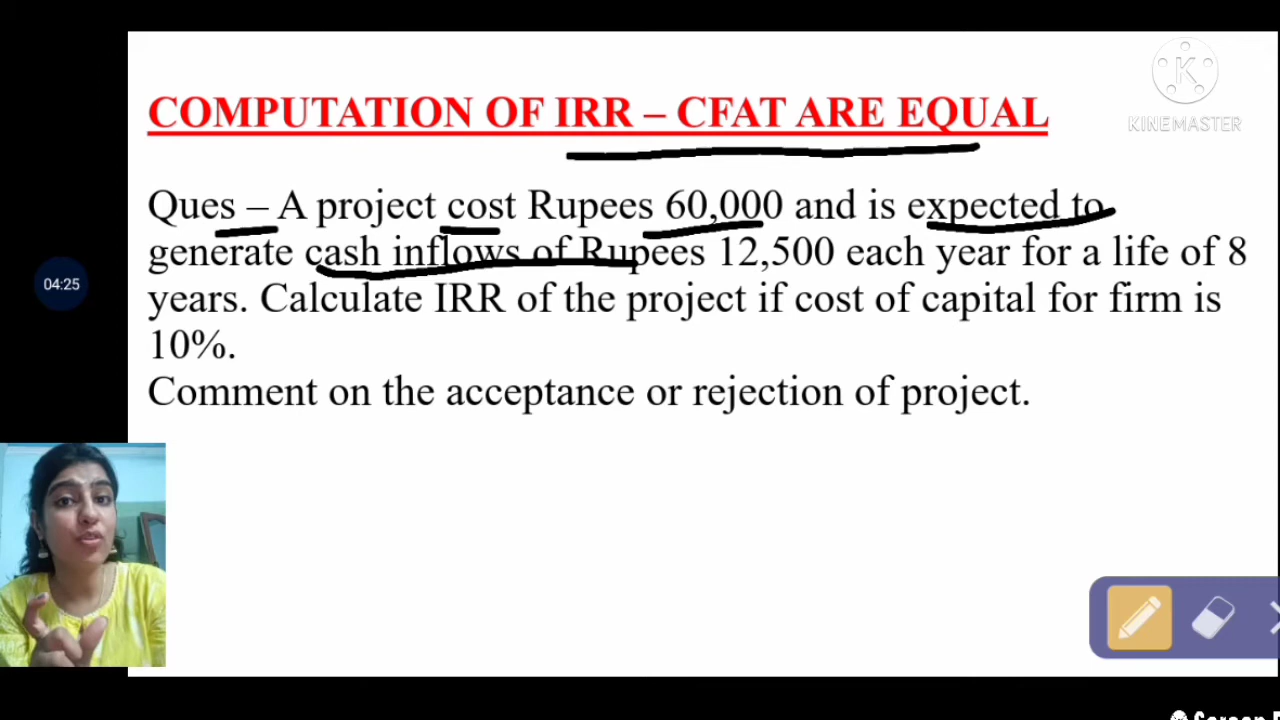 COMPUTATION OF IRR – CFAT ARE EQUAL
KINEMASTER
Ques – A project cost Rupees 60,000 and is expected to
generate cash inflows of Rupees 12,500 each year for a life of 8
years. Calculate IRR of the project if cost of capital for firm is
10%.
Comment on the acceptance or rejection of project.
04:25